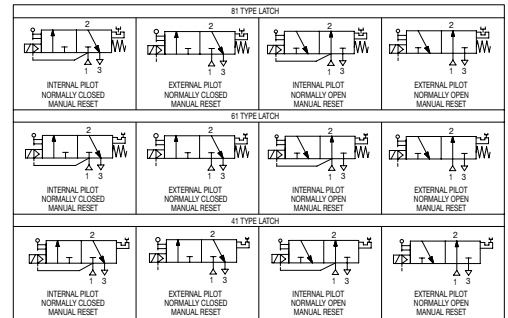 81 TYPE LATCH
2 2 2 2
1 3 1 3 1 3 1 3
INTERNAL PILOT EXTERNAL PILOT INTERNAL PILOT EXTERNAL PILOT
NORMALLY CLOSED NORMALLY CLOSED NORMALLY OPEN NORMALLY OPEN
MANUAL RESET MANUAL RESET MANUAL RESET MANUAL RESET
61 TYPE LATCH
2 2 2 2
1 3 1 3 1 3 1 3
INTERNAL PILOT EXTERNAL PILOT INTERNAL PILOT EXTERNAL PILOT
NORMALLY CLOSED NORMALLY CLOSED NORMALLY OPEN NORMALLY OPEN
MANUAL RESET MANUAL RESET MANUAL RESET MANUAL RESET
41 TYPE LATCH
2 2 2 2
1 3 1 3 1 3 1 3
INTERNAL PILOT EXTERNAL PILOT INTERNAL PILOT EXTERNAL PILOT
NORMALLY CLOSED NORMALLY CLOSED NORMALLY OPEN NORMALLY OPEN
MANUAL RESET MANUAL RESET MANUAL RESET MANUAL RESET